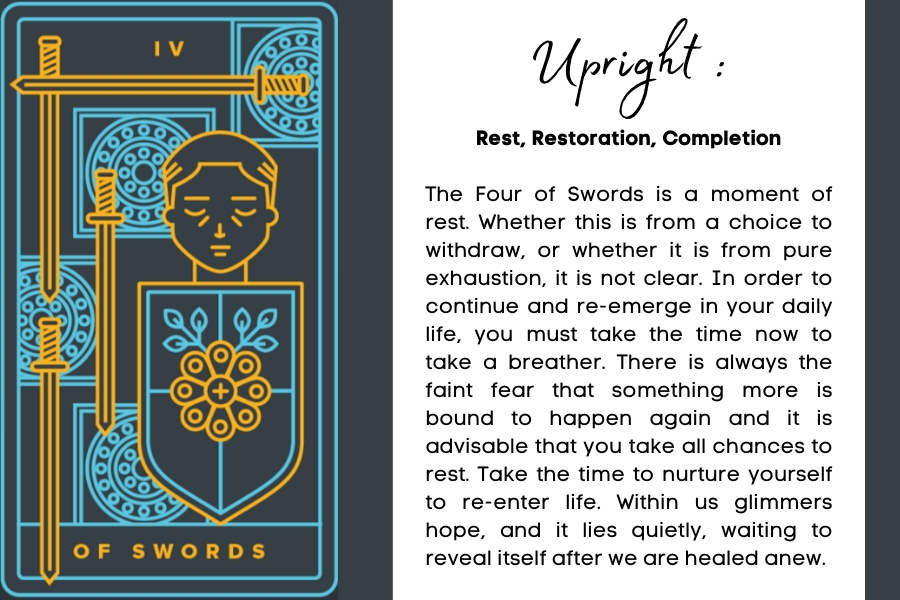 IV
OF SWORDS
Upright :
Rest, Restoration, Completion
The Four of Swords is a moment of
rest. Whether this is from a choice to
withdraw, or whether it is from pure
exhaustion, it is not clear. In order to
continue and re-emerge in your daily
life, you must take the time now to
take a breather. There is always the
faint fear that something more is
bound to happen again and it is
advisable that you take all chances to
rest. Take the time to nurture yourself
to re-enter life. Within us glimmers
hope, and it lies quietly, waiting to
reveal itself after we are healed anew.